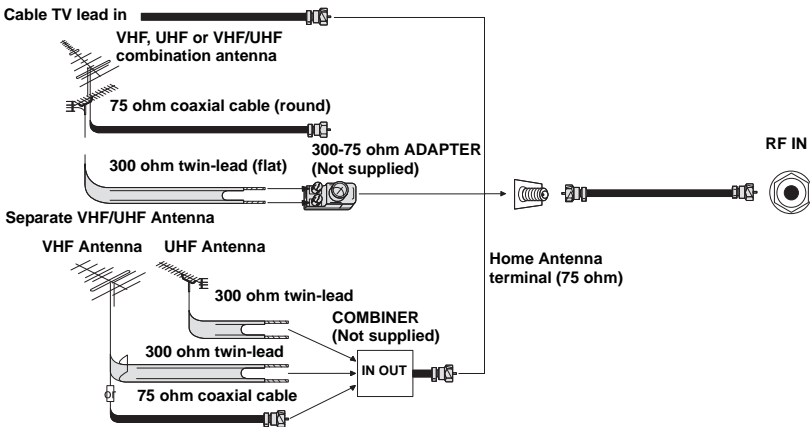 Cable TV lead in
VHF, UHF or VHF/UHF
combination antenna
75 ohm coaxial cable (round)
300-75 ohm ADAPTER
(Not supplied)
RF IN
300 ohm twin-lead (flat)
Separate VHF/UHF Antenna
VHF Antenna
UHF Antenna
Home Antenna
terminal (75 ohm)
300 ohm twin-lead
COMBINER
(Not supplied)
300 ohm twin-lead
IN OUT
or
75 ohm coaxial cable